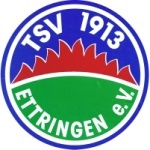 TSV 1913
ETTRINGEN e.V.